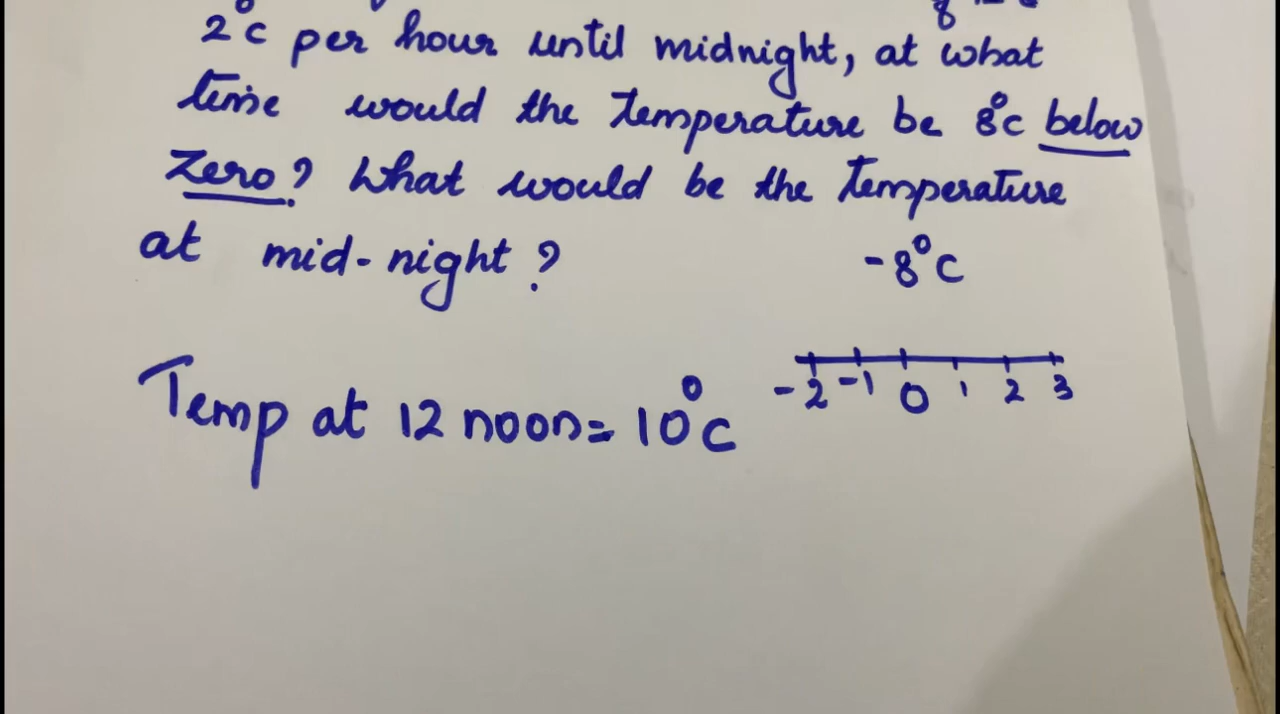 2°c per hour until midnight, at what
time would the temperature be 8°c below
Zero? What would be the temperature
at mid-night?
-8°C
Temp at 12 noon= 10°C
-2 -1 0 1 2 3